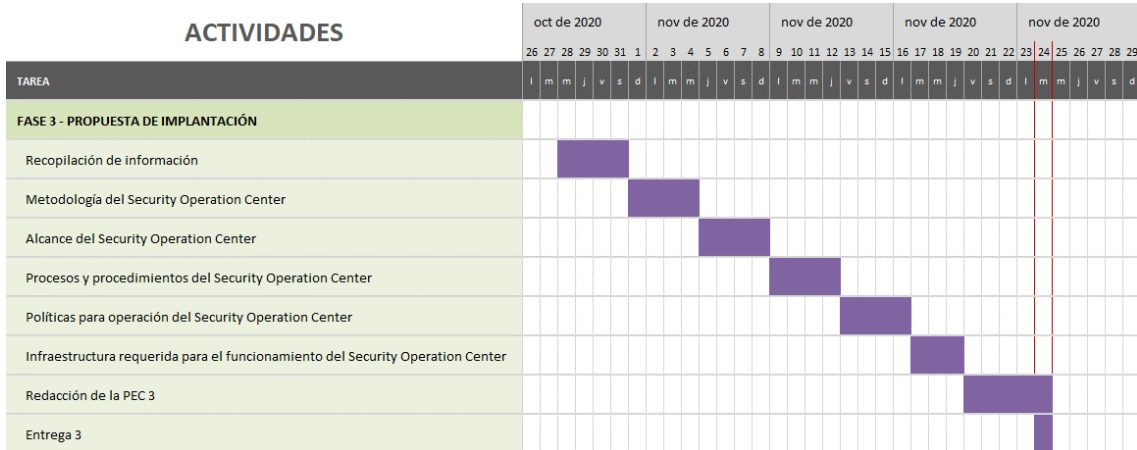 ACTIVIDADES
oct de 2020 nov de 2020 nov de 2020 nov de 2020 nov de 2020
26 27 28 29 30 31 1 2 3 4 5 6 7 8 9 10 11 12 13 14 15 16 17 18 19 20 21 22 23 24 25 26 27 28 29
TAREA l m m j v s d l m m j v s d l m m j v s d l m m j v s d l m m j v s d
FASE 3 - PROPUESTA DE IMPLANTACIÓN
Recopilación de información
Metodología del Security Operation Center
Alcance del Security Operation Center
Procesos y procedimientos del Security Operation Center
Políticas para operación del Security Operation Center
Infraestructura requerida para el funcionamiento del Security Operation Center
Redacción de la PEC 3
Entrega 3